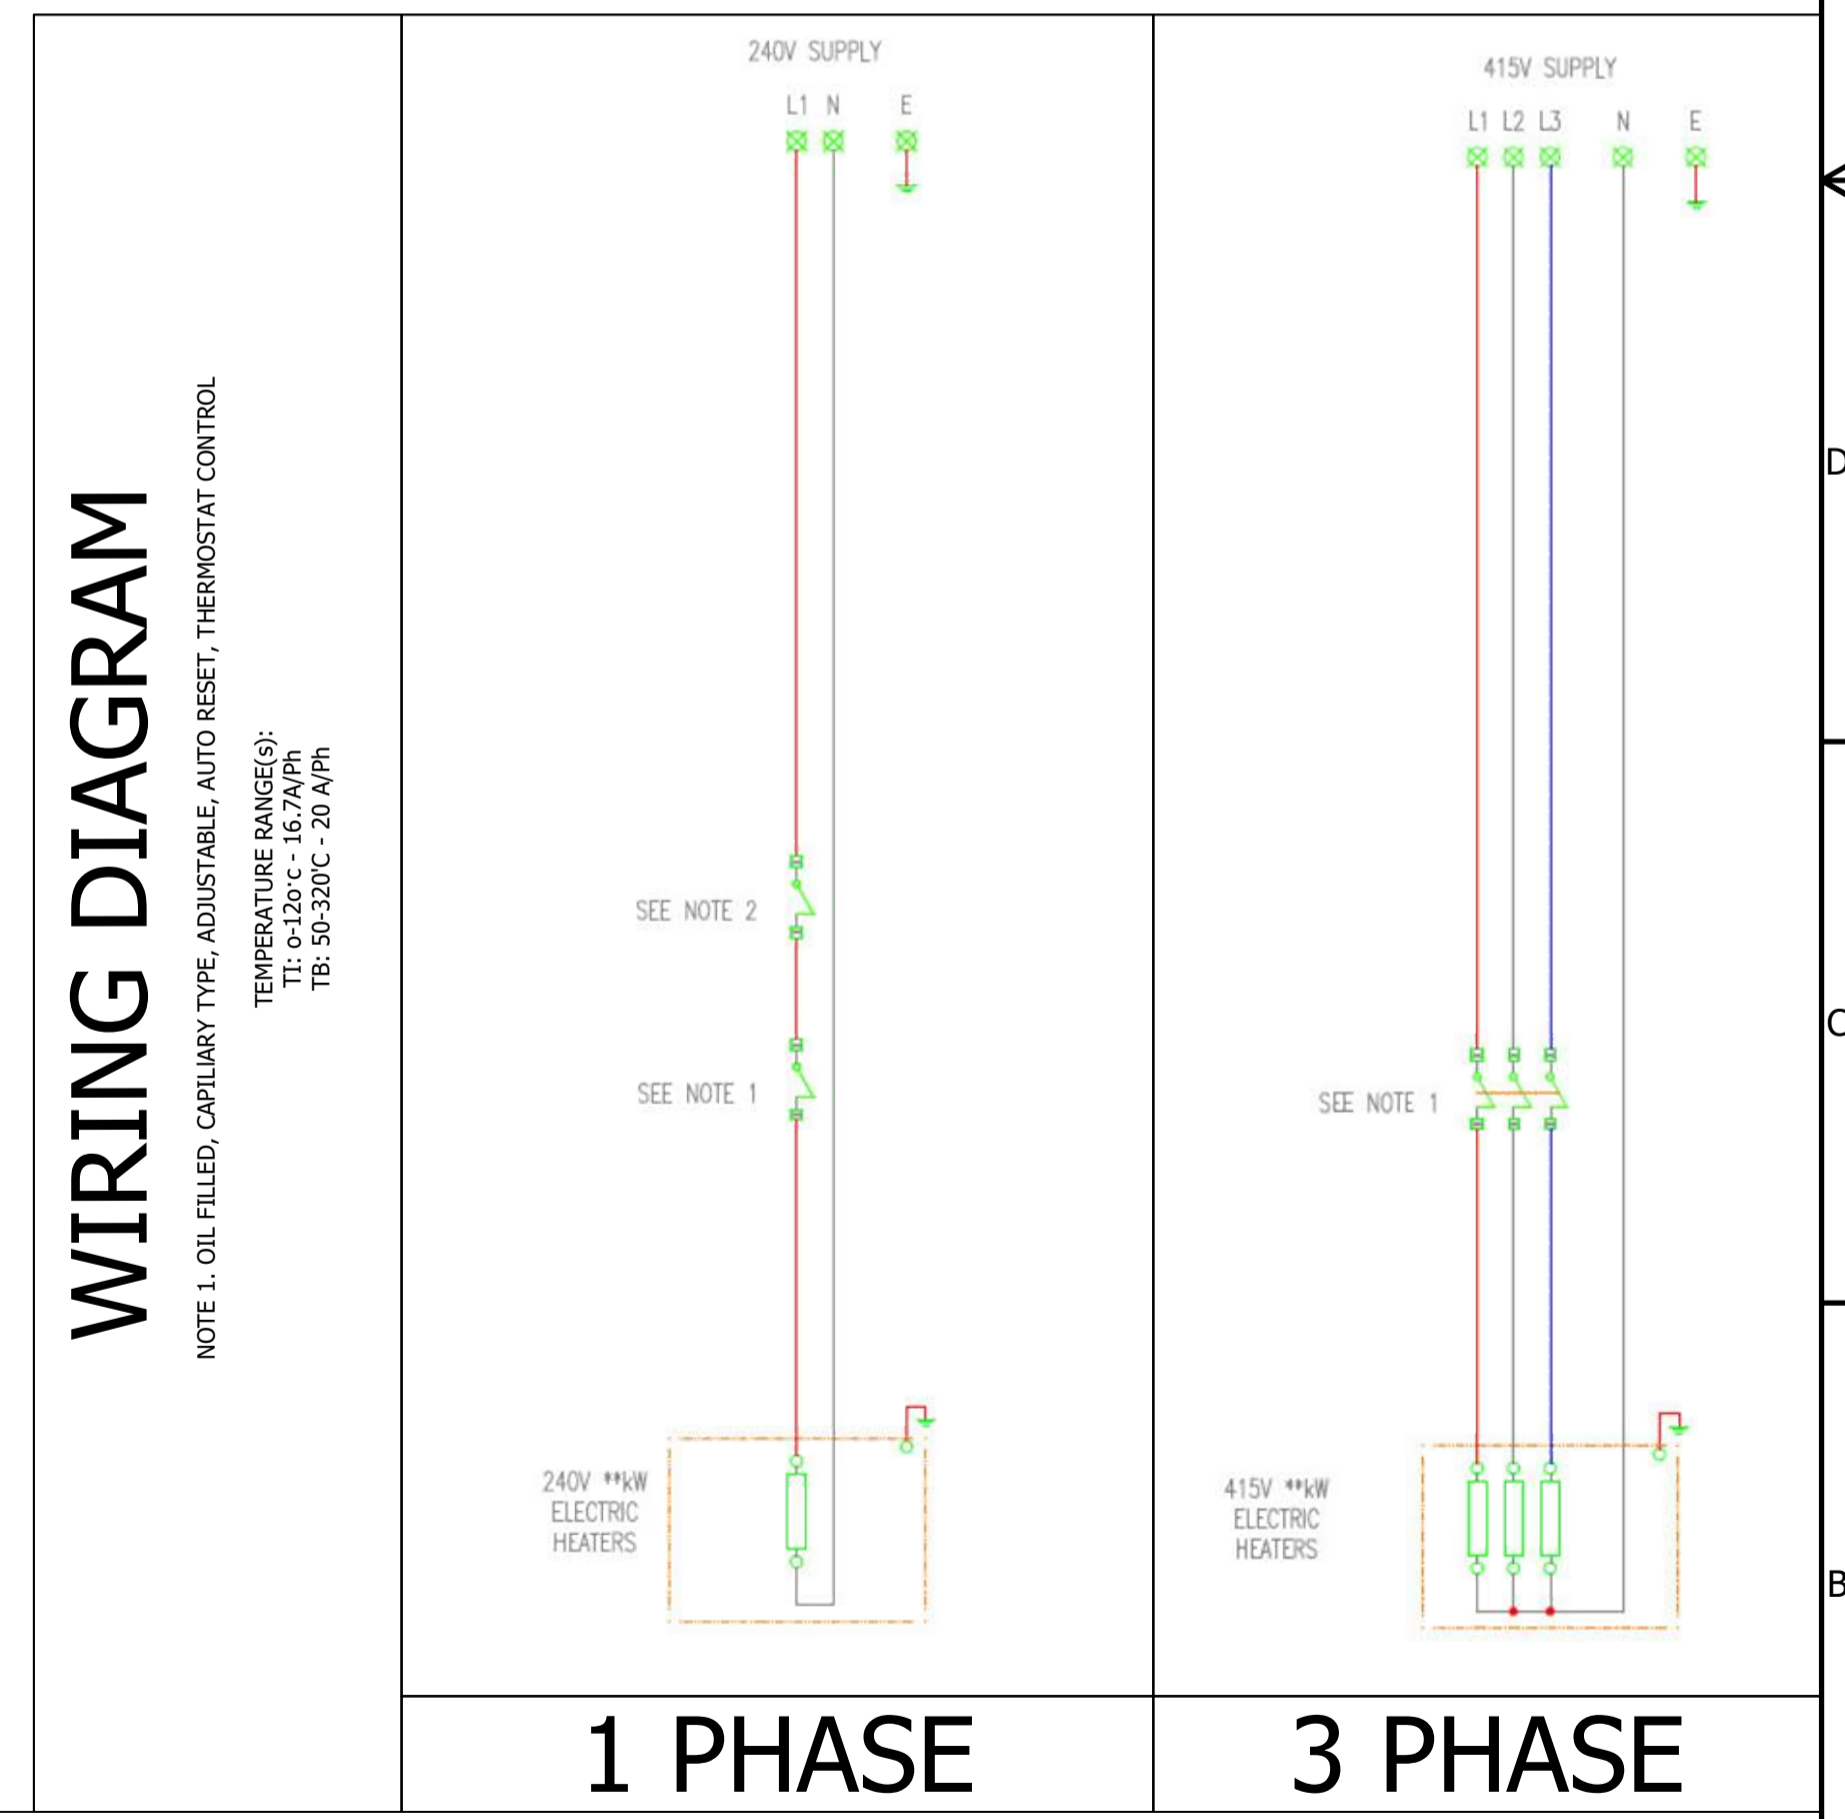 WIRING DIAGRAM
NOTE 1. OIL FILLED, CAPILIARY TYPE, ADJUSTABLE, AUTO RESET, THERMOSTAT CONTROL
TEMPERATURE RANGE(s):
TI: o-12o'c - 16.7A/Ph
TB: 50-320'C - 20 A/Ph
240V SUPPLY
L1 N E
SEE NOTE 2
SEE NOTE 1
240V **kW
ELECTRIC
HEATERS
1 PHASE
415V SUPPLY
L1 L2 L3 N E
SEE NOTE 1
415V **kW
ELECTRIC
HEATERS
3 PHASE
D
C
B